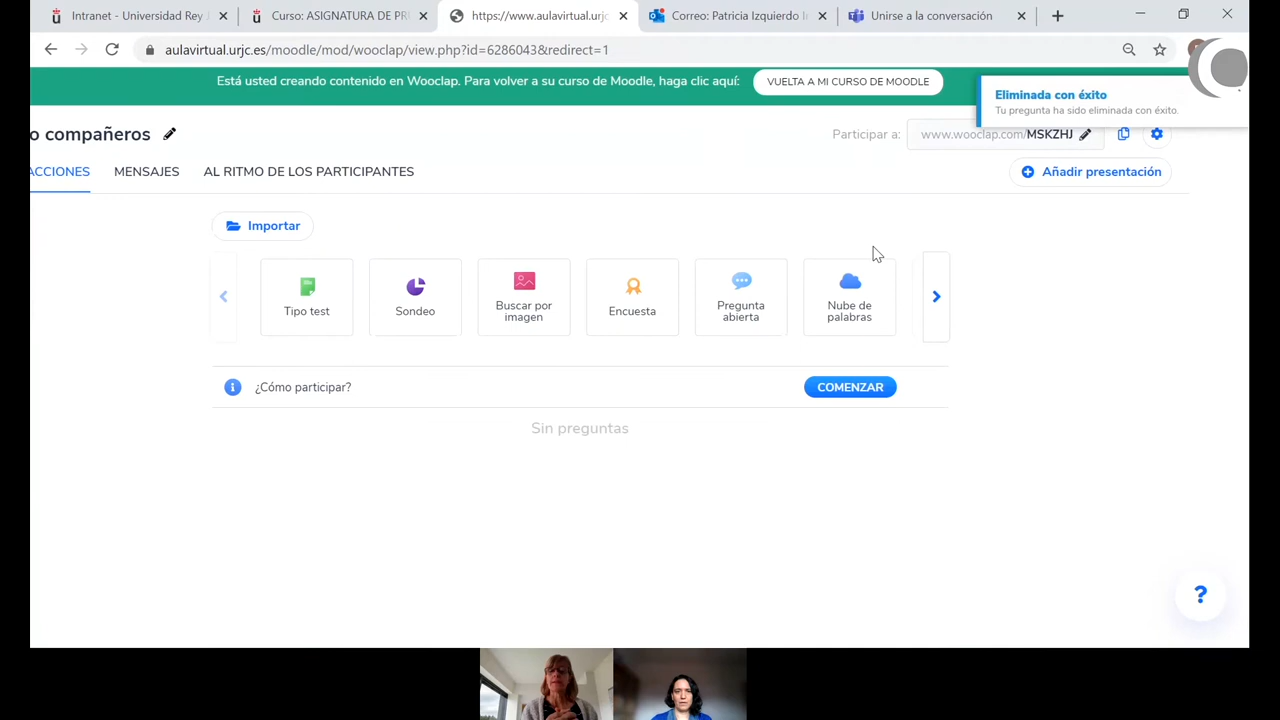 Intranet - Universidad Rey J
Curso: ASIGNATURA DE PR
https://www.aulavirtual.urjc
Correo: Patricia Izquierdo I
Unirse a la conversación
aulavirtual.urjc.es/moodle/mod/wooclap/view.php?id=6286043&redirect=1
Está usted creando contenido en Wooclap. Para volver a su curso de Moodle, haga clic aquí:
VUELTA A MI CURSO DE MOODLE
Eliminada con éxito
Tu pregunta ha sido eliminada con éxito.
o compañeros
Participar a:
www.wooclap.com/MSKZHJ
ACCIONES
MENSAJES
AL RITMO DE LOS PARTICIPANTES
Añadir presentación
Importar
Tipo test
Sondeo
Buscar por
imagen
Encuesta
Pregunta
abierta
Nube de
palabras
¿Cómo participar?
COMENZAR
Sin preguntas
?